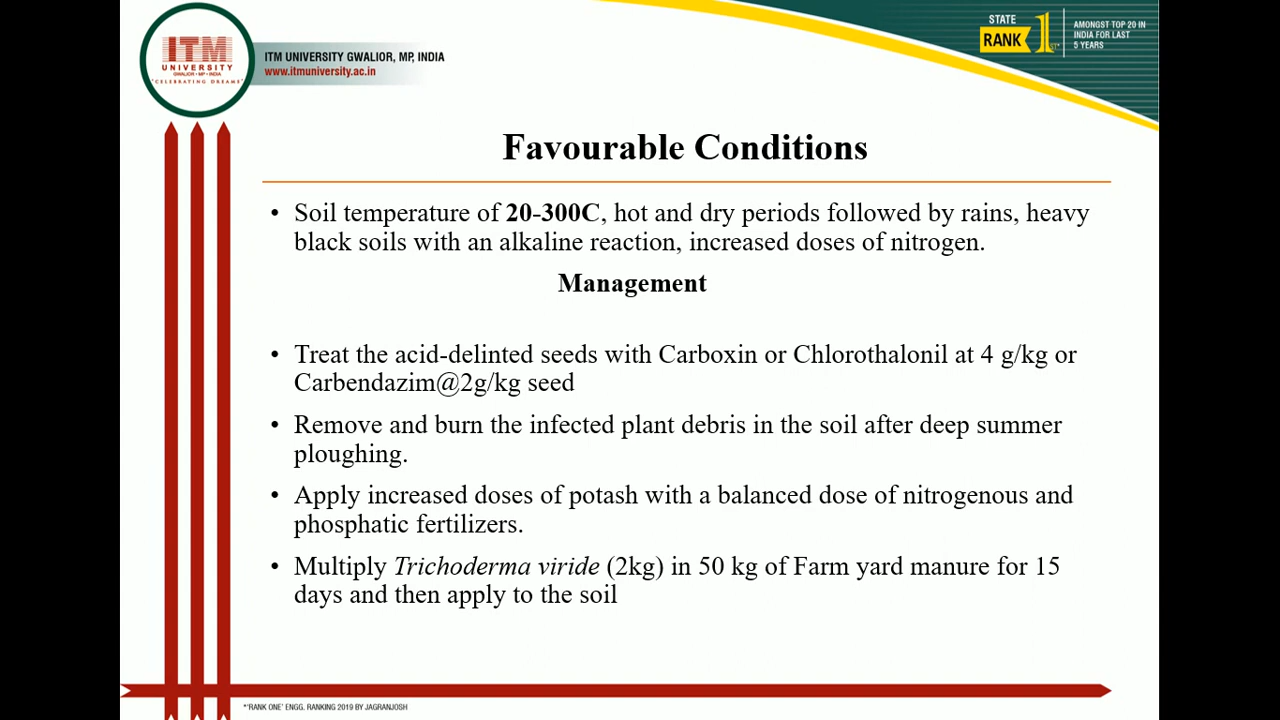 ITM
UNIVERSITY
GWALIOR • MP • INDIA
"CELEBRATING DREAMS"
ITM UNIVERSITY GWALIOR, MP, INDIA
www.itmuniversity.ac.in
STATE
RANK 1ST*
AMONGST TOP 20 IN
INDIA FOR LAST
5 YEARS
Favourable Conditions
• Soil temperature of 20-300C, hot and dry periods followed by rains, heavy
black soils with an alkaline reaction, increased doses of nitrogen.
Management
• Treat the acid-delinted seeds with Carboxin or Chlorothalonil at 4 g/kg or
Carbendazim@2g/kg seed
• Remove and burn the infected plant debris in the soil after deep summer
ploughing.
• Apply increased doses of potash with a balanced dose of nitrogenous and
phosphatic fertilizers.
• Multiply Trichoderma viride (2kg) in 50 kg of Farm yard manure for 15
days and then apply to the soil
*'RANK ONE' ENGG. RANKING 2019 BY JAGRANJOSH